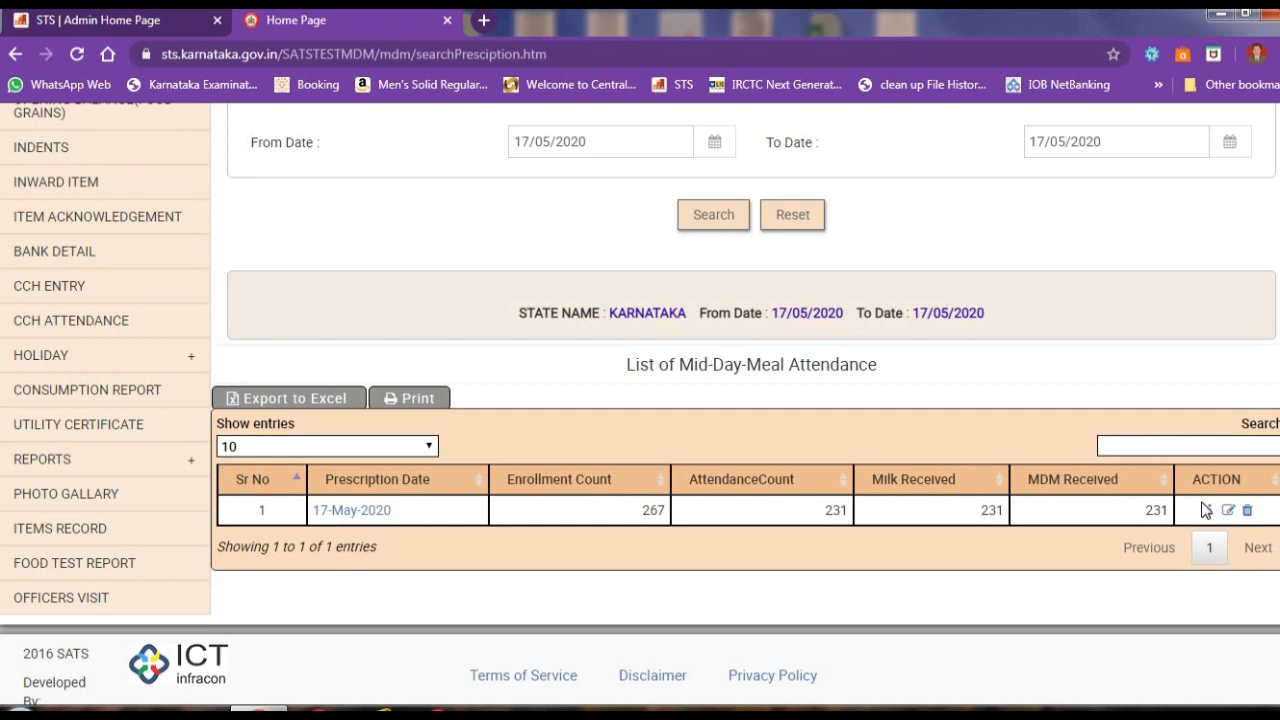 STS | Admin Home Page
Home Page
sts.karnataka.gov.in/SATSTESTMDM/mdm/searchPresciption.htm
WhatsApp Web
Karnataka Examinat...
Booking
Men's Solid Regular...
Welcome to Central...
STS
IRCTC Next Generat...
clean up File Histor...
IOB NetBanking
»
Other bookma
GRAINS)
INDENTS
INWARD ITEM
ITEM ACKNOWLEDGEMENT
BANK DETAIL
CCH ENTRY
CCH ATTENDANCE
HOLIDAY +
CONSUMPTION REPORT
UTILITY CERTIFICATE
REPORTS +
PHOTO GALLARY
ITEMS RECORD
FOOD TEST REPORT
OFFICERS VISIT
From Date : 17/05/2020 To Date : 17/05/2020
Search Reset
STATE NAME : KARNATAKA From Date : 17/05/2020 To Date : 17/05/2020
List of Mid-Day-Meal Attendance
Export to Excel Print
Show entries Search
10
Sr No Prescription Date Enrollment Count AttendanceCount Milk Received MDM Received ACTION
1 17-May-2020 267 231 231 231
Showing 1 to 1 of 1 entries Previous 1 Next
2016 SATS
Developed
By:
ICT
infracon
Terms of Service Disclaimer Privacy Policy